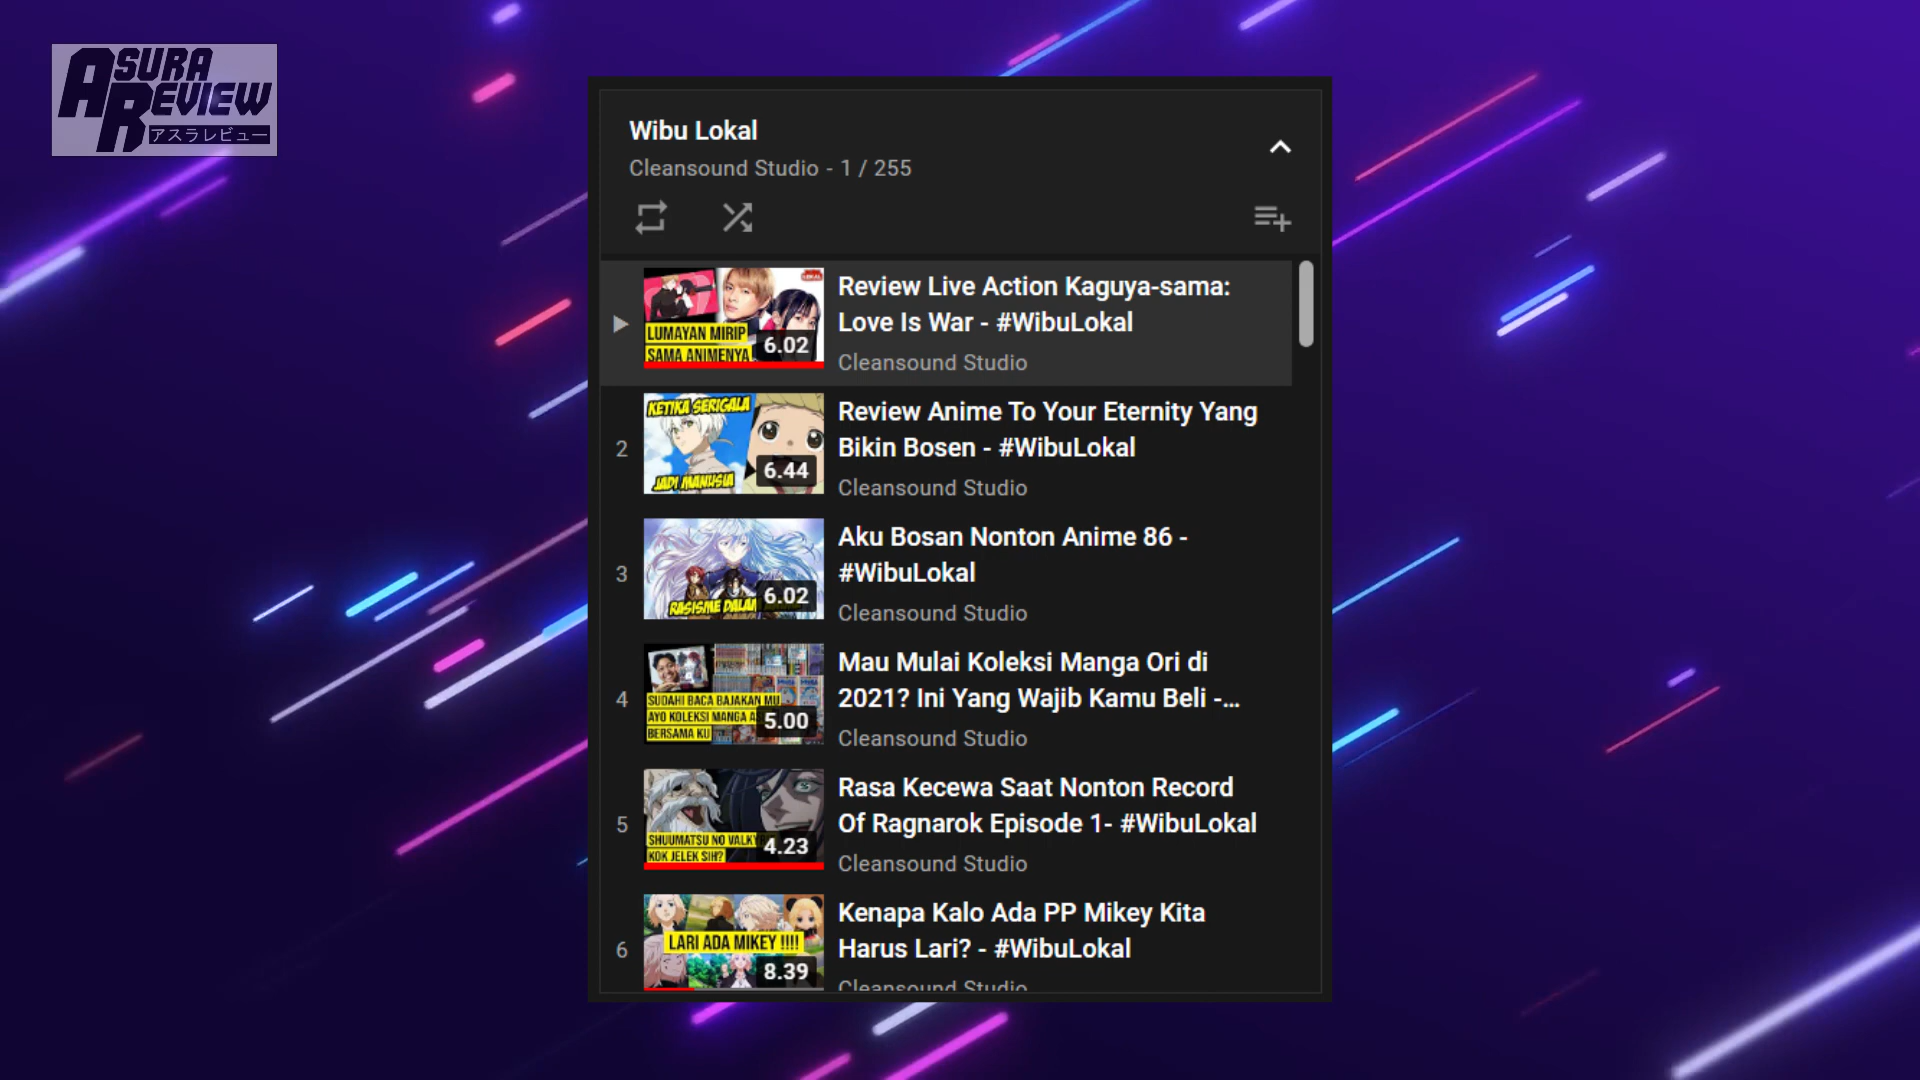 ASURA
REVIEW
アスラレビュー
Wibu Lokal
Cleansound Studio - 1 / 255
LUMAYAN MIRIP
SAMA ANIMENYA
6.02
Review Live Action Kaguya-sama:
Love Is War - #WibuLokal
Cleansound Studio
2
KETIKA SERIGALA
JADI MANUSIA
6.44
Review Anime To Your Eternity Yang
Bikin Bosen - #WibuLokal
Cleansound Studio
3
RASISME DALAM
6.02
Aku Bosan Nonton Anime 86 -
#WibuLokal
Cleansound Studio
4
SUDAHI BACA BAJAKAN MU
AYO KOLEKSI MANGA
BERSAMA KU
5.00
Mau Mulai Koleksi Manga Ori di
2021? Ini Yang Wajib Kamu Beli -...
Cleansound Studio
5
SHUUMATSU NO VALKY
KOK JELEK SIH?
4.23
Rasa Kecewa Saat Nonton Record
Of Ragnarok Episode 1- #WibuLokal
Cleansound Studio
6
LARI ADA MIKEY !!!!
8.39
Kenapa Kalo Ada PP Mikey Kita
Harus Lari? - #WibuLokal
Cleansound Studio